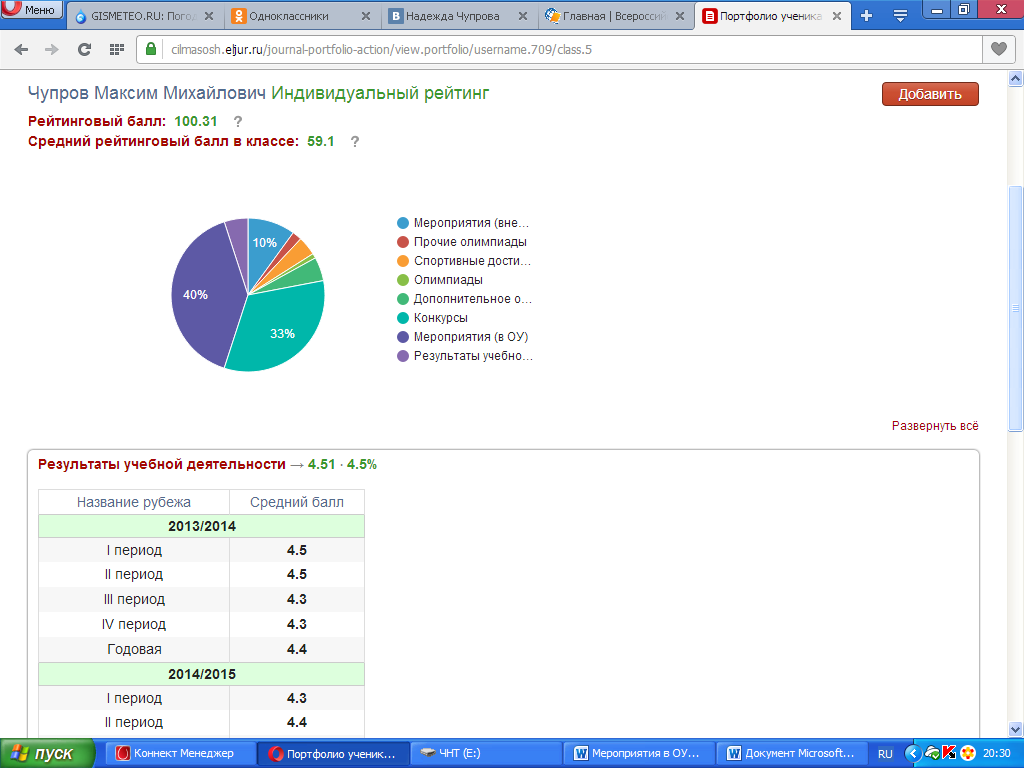 Меню
GISMETEO.RU: Пого
Одноклассники
Надежда Чупрова
Главная | Всероссий
Портфолио ученика
cilmasosh.eljur.ru/journal-portfolio-action/view.portfolio/username.709/class.5
Чупров Максим Михайлович Индивидуальный рейтинг
Добавить
Рейтинговый балл: 100.31 ?
Средний рейтинговый балл в классе: 59.1 ?
10%
40%
33%
Мероприятия (вне...
Прочие олимпиады
Спортивные дости...
Олимпиады
Дополнительное о...
Конкурсы
Мероприятия (в ОУ)
Результаты учебно...
Развернуть всё
Результаты учебной деятельности → 4.51 · 4.5%
Название рубежа Средний балл
2013/2014
I период 4.5
II период 4.5
III период 4.3
IV период 4.3
Годовая 4.4
2014/2015
I период 4.3
II период 4.4
пуск
Коннект Менеджер
Портфолио ученик...
ЧНТ (E:)
Мероприятия в ОУ...
Документ Microsoft...
RU
20:30